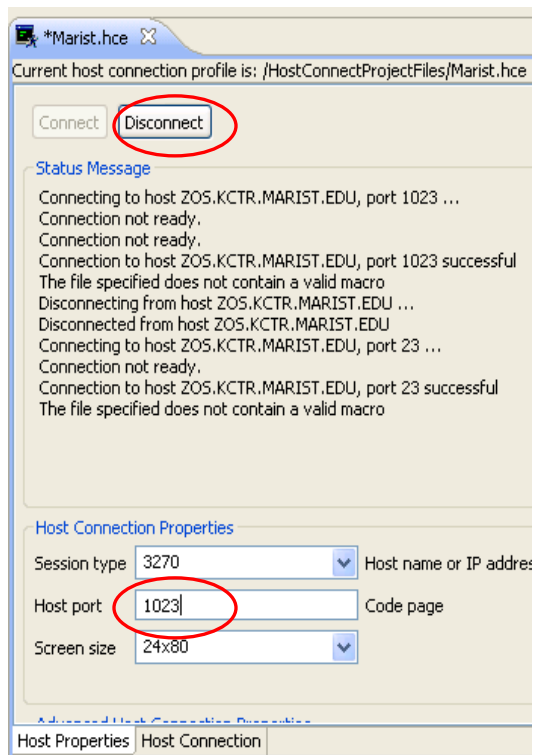 *Marist.hce
Current host connection profile is: /HostConnectProjectFiles/Marist.hce
Connect Disconnect
Status Message
Connecting to host ZOS.KCTR.MARIST.EDU, port 1023 ...
Connection not ready.
Connection not ready.
Connection to host ZOS.KCTR.MARIST.EDU, port 1023 successful
The file specified does not contain a valid macro
Disconnecting from host ZOS.KCTR.MARIST.EDU ...
Disconnected from host ZOS.KCTR.MARIST.EDU
Connecting to host ZOS.KCTR.MARIST.EDU, port 23 ...
Connection not ready.
Connection to host ZOS.KCTR.MARIST.EDU, port 23 successful
The file specified does not contain a valid macro
Host Connection Properties
Session type 3270 Host name or IP addres
Host port 1023 Code page
Screen size 24x80
Advanced Host Connection Properties
Host Properties Host Connection